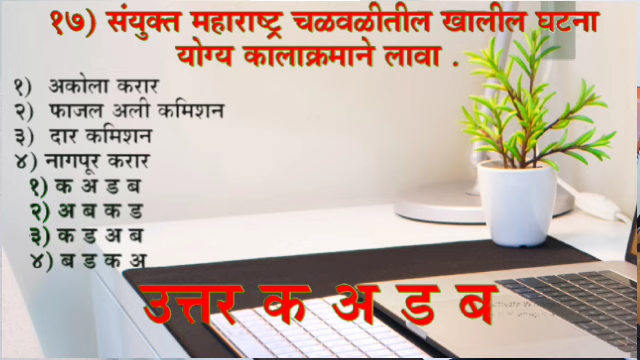 १७) संयुक्त महाराष्ट्र चळवळीतील खालील घटना
योग्य कालाक्रमाने लावा .
१) अकोला करार
२) फाजल अली कमिशन
३) दार कमिशन
४) नागपूर करार
१) क अ ड ब
२) अ ब क ड
३) क ड अ ब
४) ब ड क अ
उत्तर क अ ड ब